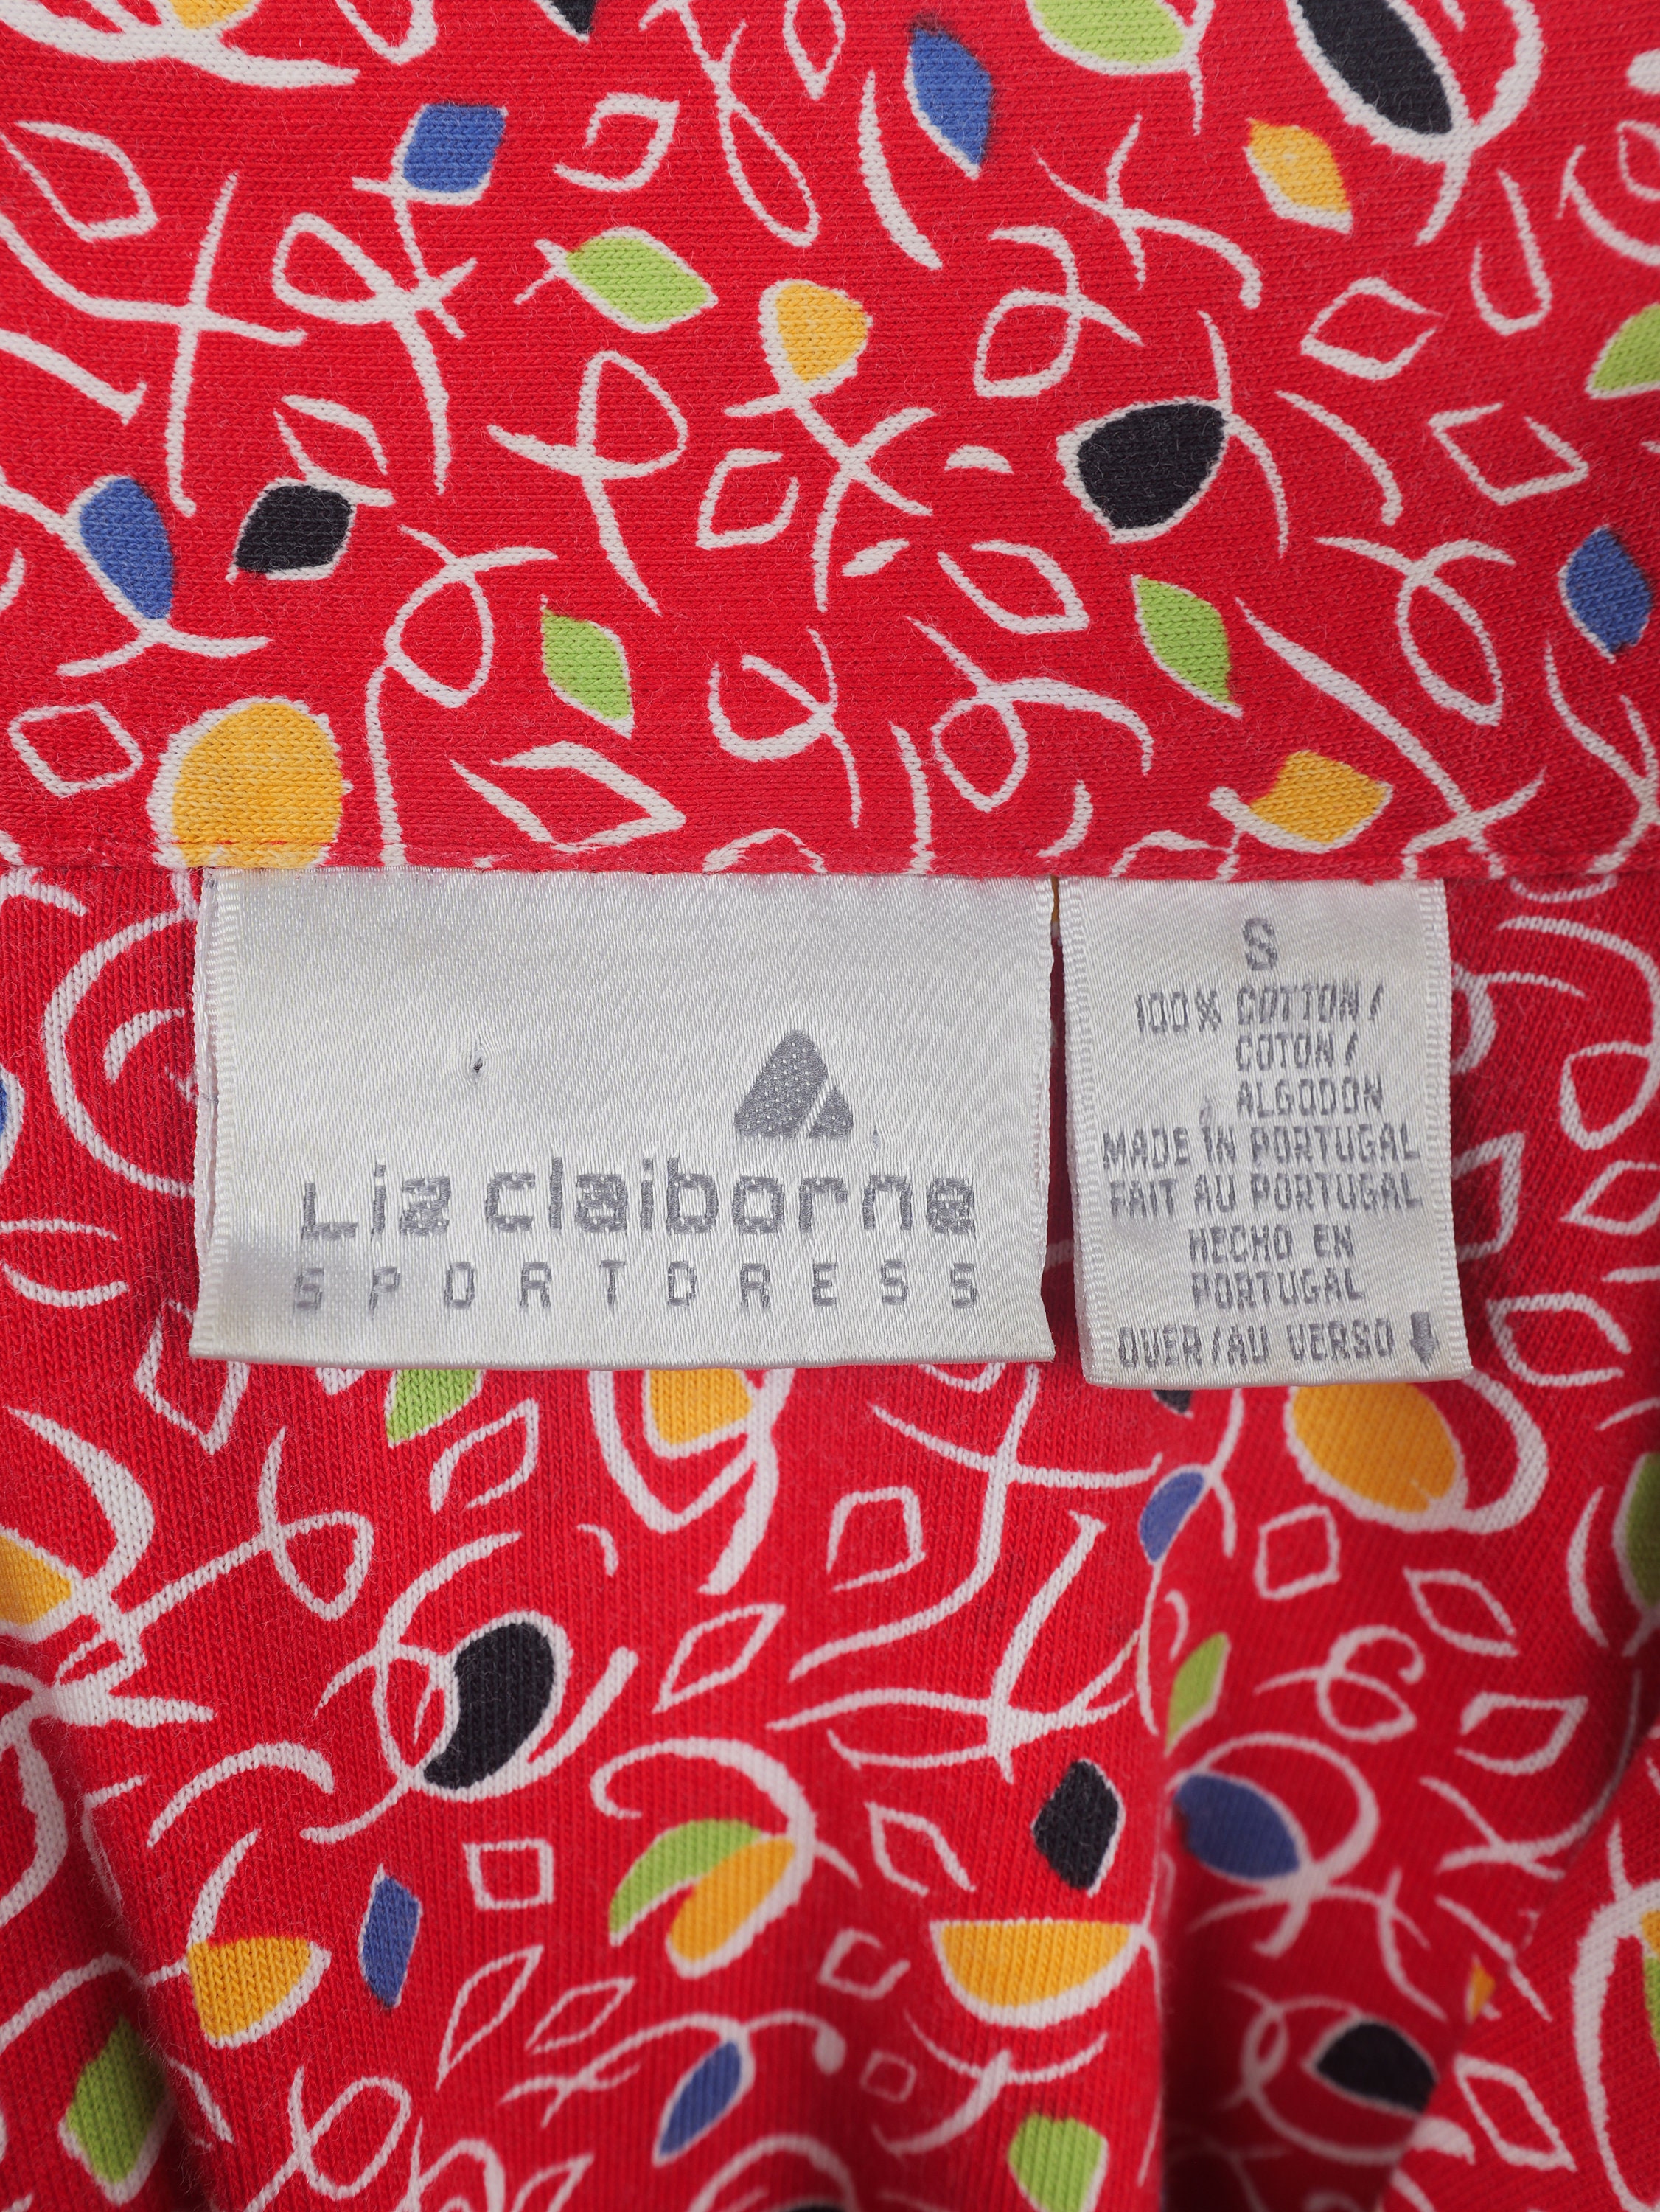 Liz claiborne
SPORTDRESS
S
100% COTTON/
COTON/
ALGODON
MADE IN PORTUGAL
FAIT AU PORTUGAL
HECHO EN
PORTUGAL
OVER/AU VERSO